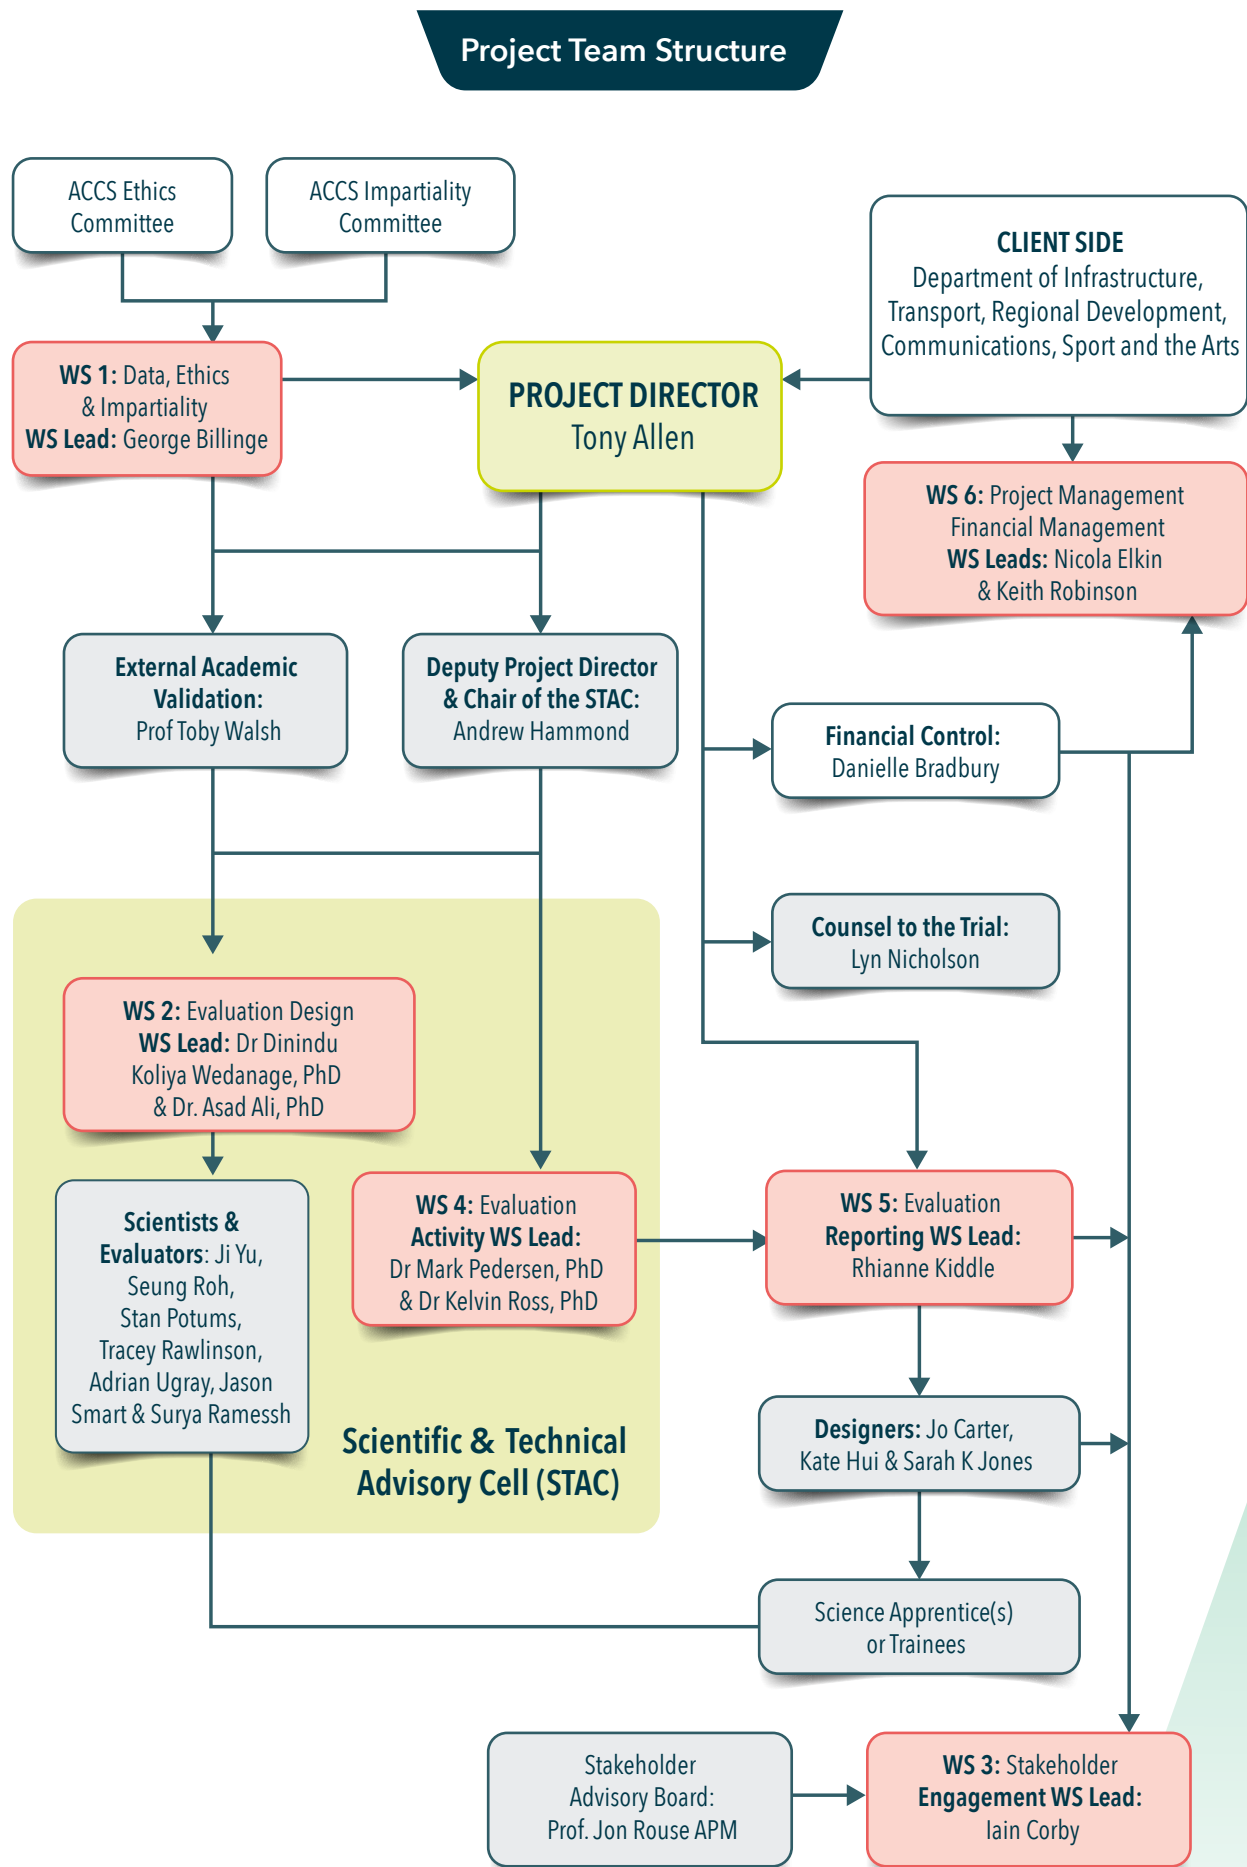 Project Team Structure
ACCS Ethics
Committee
ACCS Impartiality
Committee
CLIENT SIDE
Department of Infrastructure,
Transport, Regional Development,
Communications, Sport and the Arts
WS 1: Data, Ethics
& Impartiality
WS Lead: George Billinge
PROJECT DIRECTOR
Tony Allen
WS 6: Project Management
Financial Management
WS Leads: Nicola Elkin
& Keith Robinson
External Academic
Validation:
Prof Toby Walsh
Deputy Project Director
& Chair of the STAC:
Andrew Hammond
Financial Control:
Danielle Bradbury
Counsel to the Trial:
Lyn Nicholson
WS 2: Evaluation Design
WS Lead: Dr Dinindu
Koliya Wedanage, PhD
& Dr. Asad Ali, PhD
Scientists &
Evaluators: Ji Yu,
Seung Roh,
Stan Potums,
Tracey Rawlinson,
Adrian Ugray, Jason
Smart & Surya Ramessh
WS 4: Evaluation
Activity WS Lead:
Dr Mark Pedersen, PhD
& Dr Kelvin Ross, PhD
WS 5: Evaluation
Reporting WS Lead:
Rhianne Kiddle
Scientific & Technical
Advisory Cell (STAC)
Designers: Jo Carter,
Kate Hui & Sarah K Jones
Science Apprentice(s)
or Trainees
Stakeholder
Advisory Board:
Prof. Jon Rouse APM
WS 3: Stakeholder
Engagement WS Lead:
Iain Corby